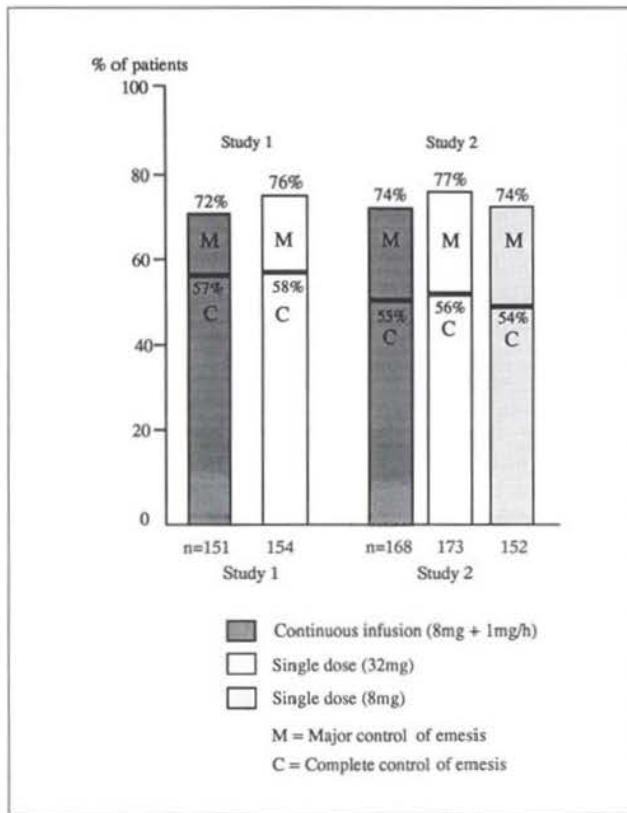 % of patients
100
Study 1 Study 2
80
76% 77%
72% 74% 74%
M M M M M
60
57% 58% 55% 56% 54%
C C C C C
40
20
0
n=151 154 n=168 173 152
Study 1 Study 2
Continuous infusion (8mg + 1mg/h)
Single dose (32mg)
Single dose (8mg)
M = Major control of emesis
C = Complete control of emesis